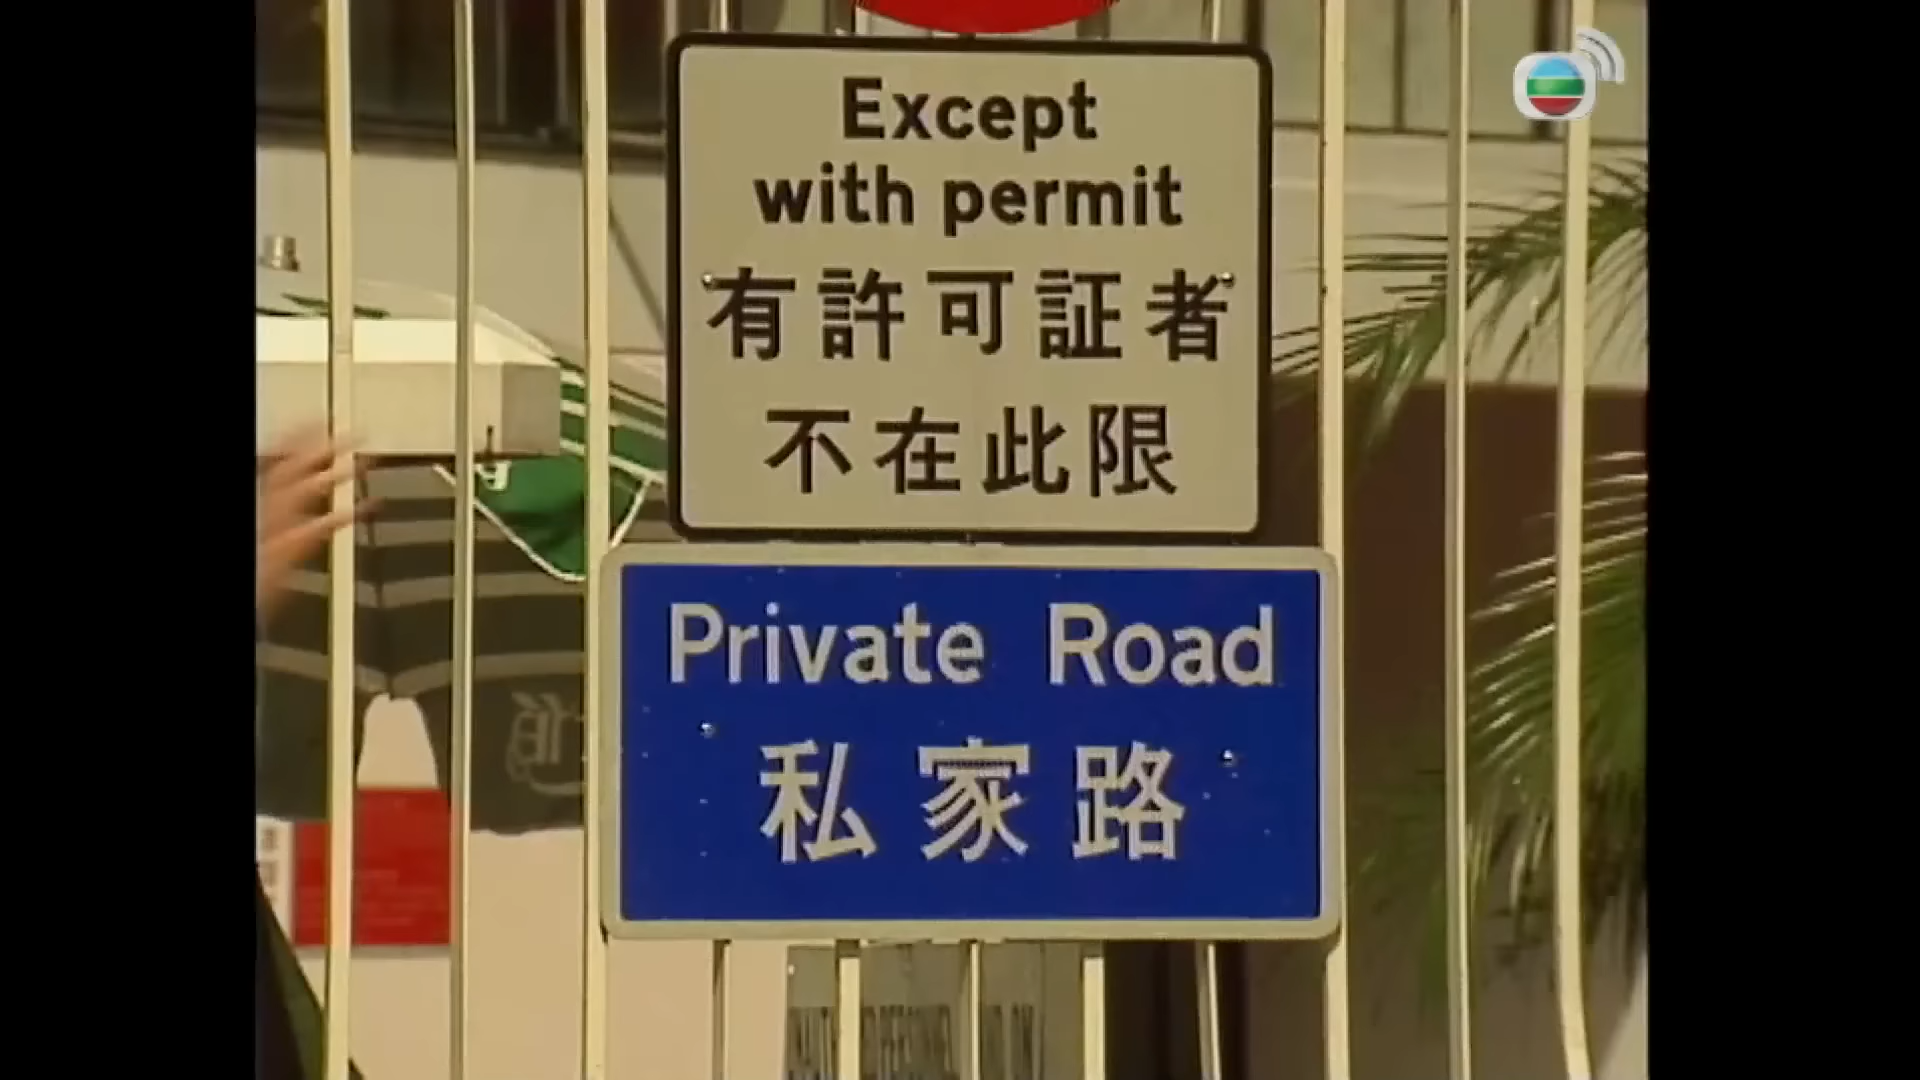 Except
with permit
有許可証者
不在此限
Private Road
私家路